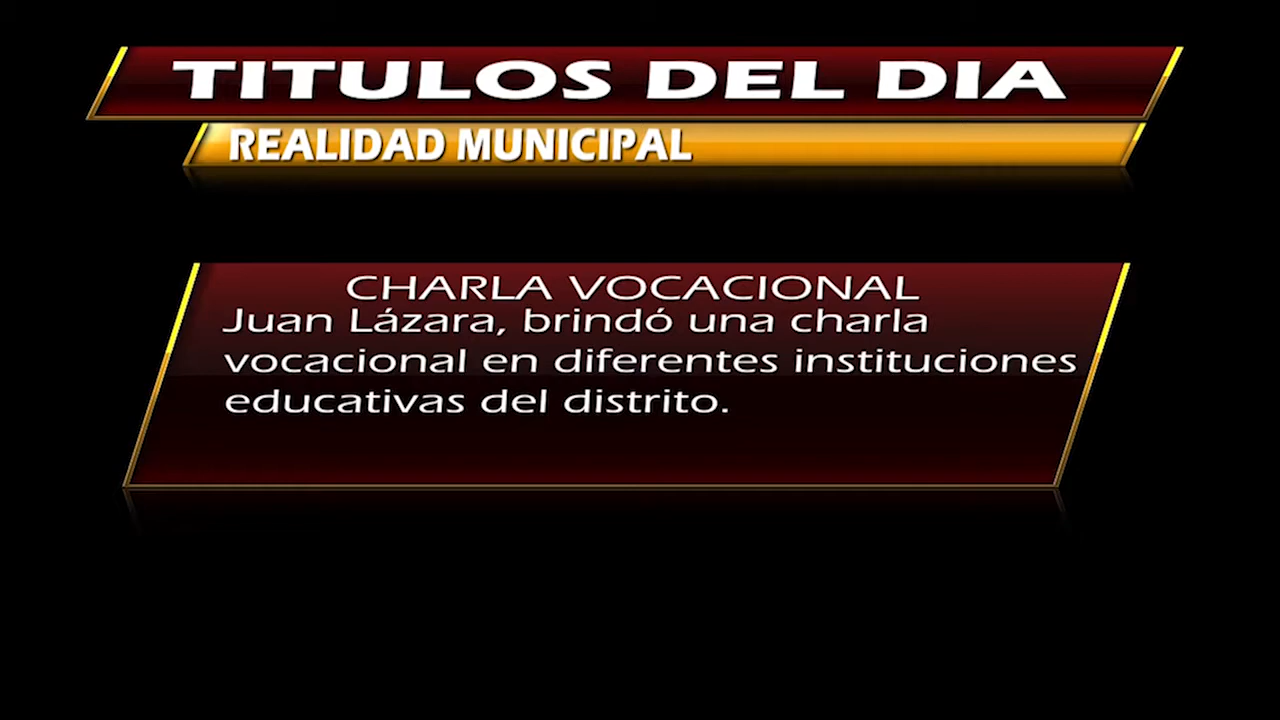 TITULOS DEL DIA
REALIDAD MUNICIPAL
CHARLA VOCACIONAL
Juan Lázara, brindó una charla
vocacional en diferentes instituciones
educativas del distrito.